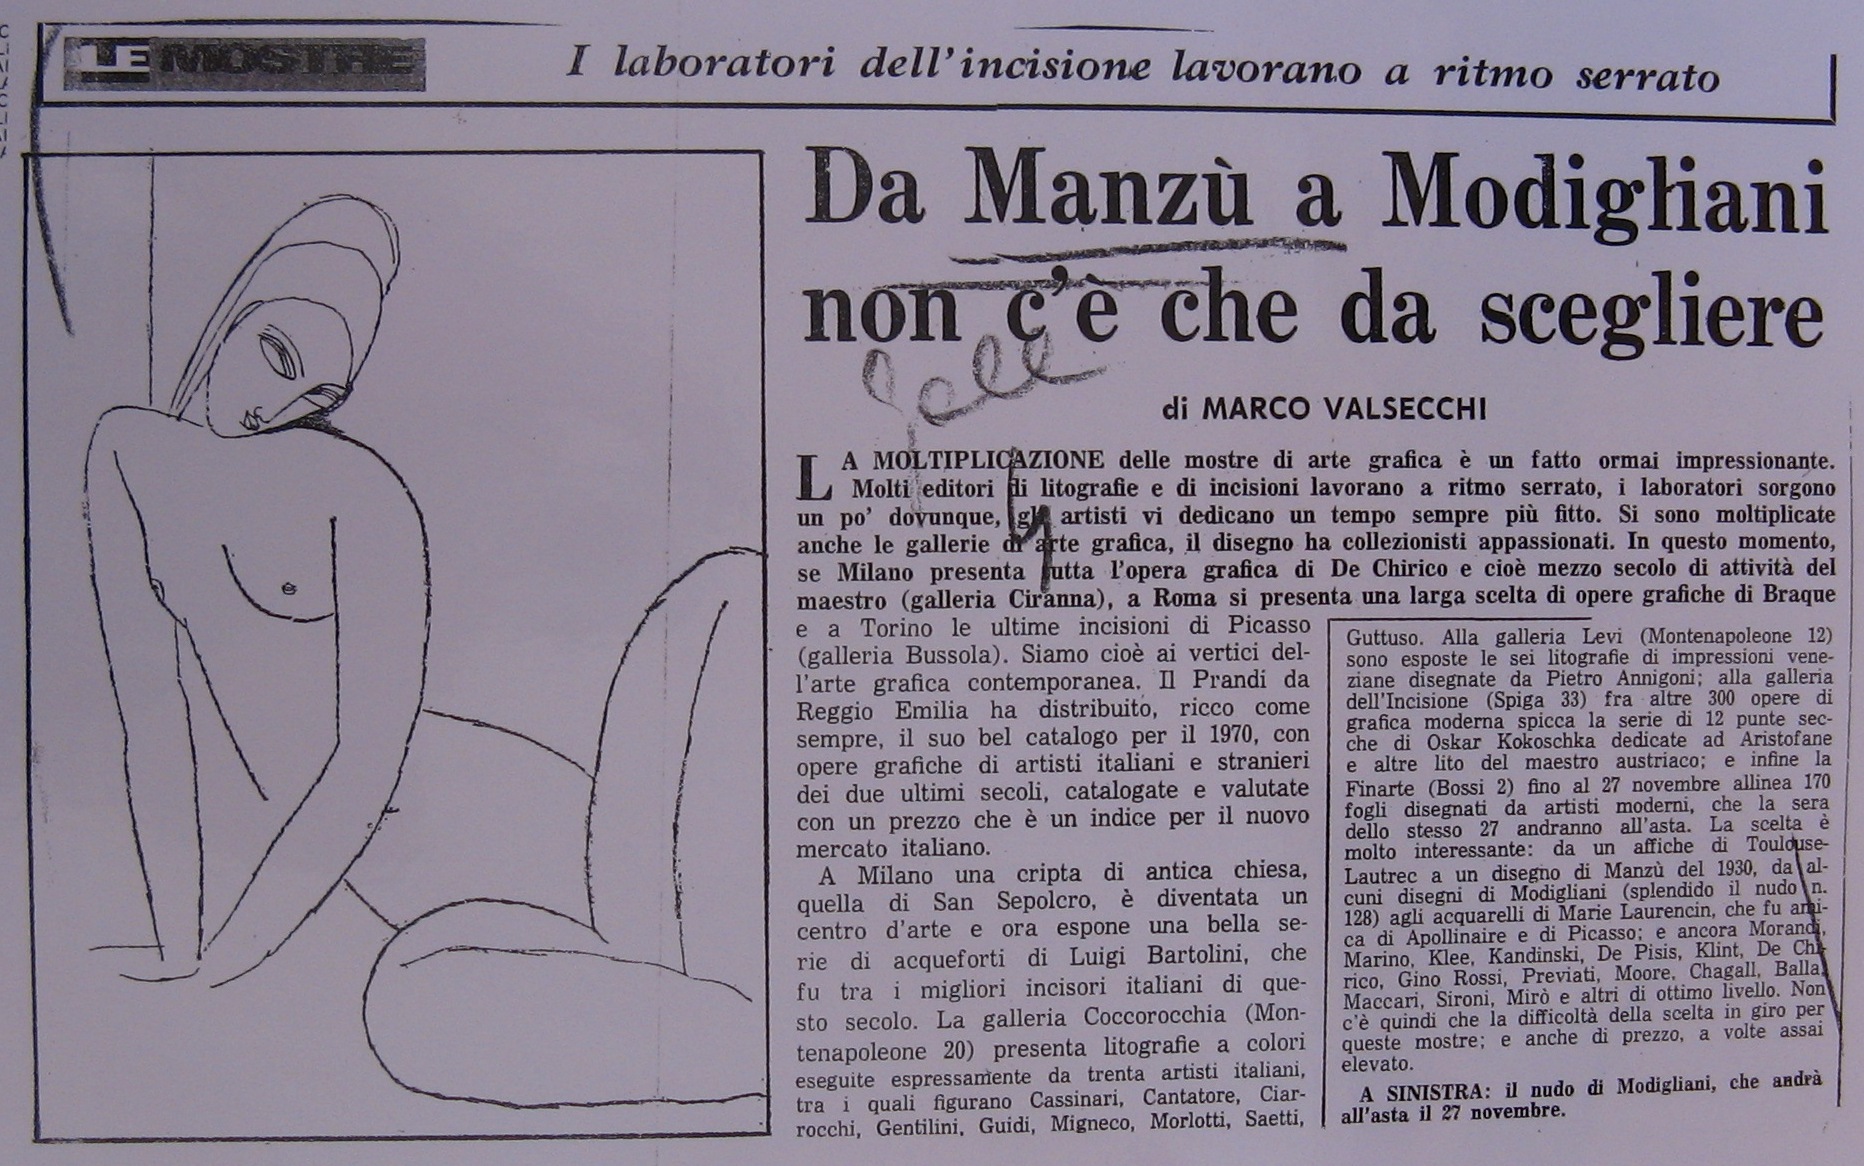 LE MOSTRE
I laboratori dell'incisione lavorano a ritmo serrato
Da Manzù a Modigliani
non c'è che da scegliere
di MARCO VALSECCHI
LA MOLTIPLICAZIONE delle mostre di arte grafica è un fatto ormai impressionante.
Molti editori di litografie e di incisioni lavorano a ritmo serrato, i laboratori sorgono
un po' dovunque, gli artisti vi dedicano un tempo sempre più fitto. Si sono moltiplicate
anche le gallerie di arte grafica, il disegno ha collezionisti appassionati. In questo momento,
se Milano presenta tutta l'opera grafica di De Chirico e cioè mezzo secolo di attività del
maestro (galleria Ciranna), a Roma si presenta una larga scelta di opere grafiche di Braque
e a Torino le ultime incisioni di Picasso
(galleria Bussola). Siamo cioè ai vertici del-
l'arte grafica contemporanea. Il Prandi da
Reggio Emilia ha distribuito, ricco come
sempre, il suo bel catalogo per il 1970, con
opere grafiche di artisti italiani e stranieri
dei due ultimi secoli, catalogate e valutate
con un prezzo che è un indice per il nuovo
mercato italiano.
A Milano una cripta di antica chiesa,
quella di San Sepolcro, è diventata un
centro d'arte e ora espone una bella se-
rie di acqueforti di Luigi Bartolini, che
fu tra i migliori incisori italiani di que-
sto secolo. La galleria Coccorocchia (Mon-
tenapoleone 20) presenta litografie a colori
eseguite espressamente da trenta artisti italiani,
tra i quali figurano Cassinari, Cantatore, Ciar-
rocchi, Gentilini, Guidi, Migneco, Morlotti, Saetti,
Guttuso. Alla galleria Levi (Montenapoleone 12)
sono esposte le sei litografie di impressioni vene-
ziane disegnate da Pietro Annigoni; alla galleria
dell'Incisione (Spiga 33) fra altre 300 opere di
grafica moderna spicca la serie di 12 punte sec-
che di Oskar Kokoschka dedicate ad Aristofane
e altre lito del maestro austriaco; e infine la
Finarte (Bossi 2) fino al 27 novembre allinea 170
fogli disegnati da artisti moderni, che la sera
dello stesso 27 andranno all'asta. La scelta è
molto interessante: da un affiche di Toulouse-
Lautrec a un disegno di Manzù del 1930, da al-
cuni disegni di Modigliani (splendido il nudo n.
128) agli acquarelli di Marie Laurencin, che fu ami-
ca di Apollinaire e di Picasso; e ancora Morandi,
Marino, Klee, Kandinski, De Pisis, Klint, De Chi-
rico, Gino Rossi, Previati, Moore, Chagall, Balla,
Maccari, Sironi, Mirò e altri di ottimo livello. Non
c'è quindi che la difficoltà della scelta in giro per
queste mostre; e anche di prezzo, a volte assai
elevato.
A SINISTRA: il nudo di Modigliani, che andrà
all'asta il 27 novembre.